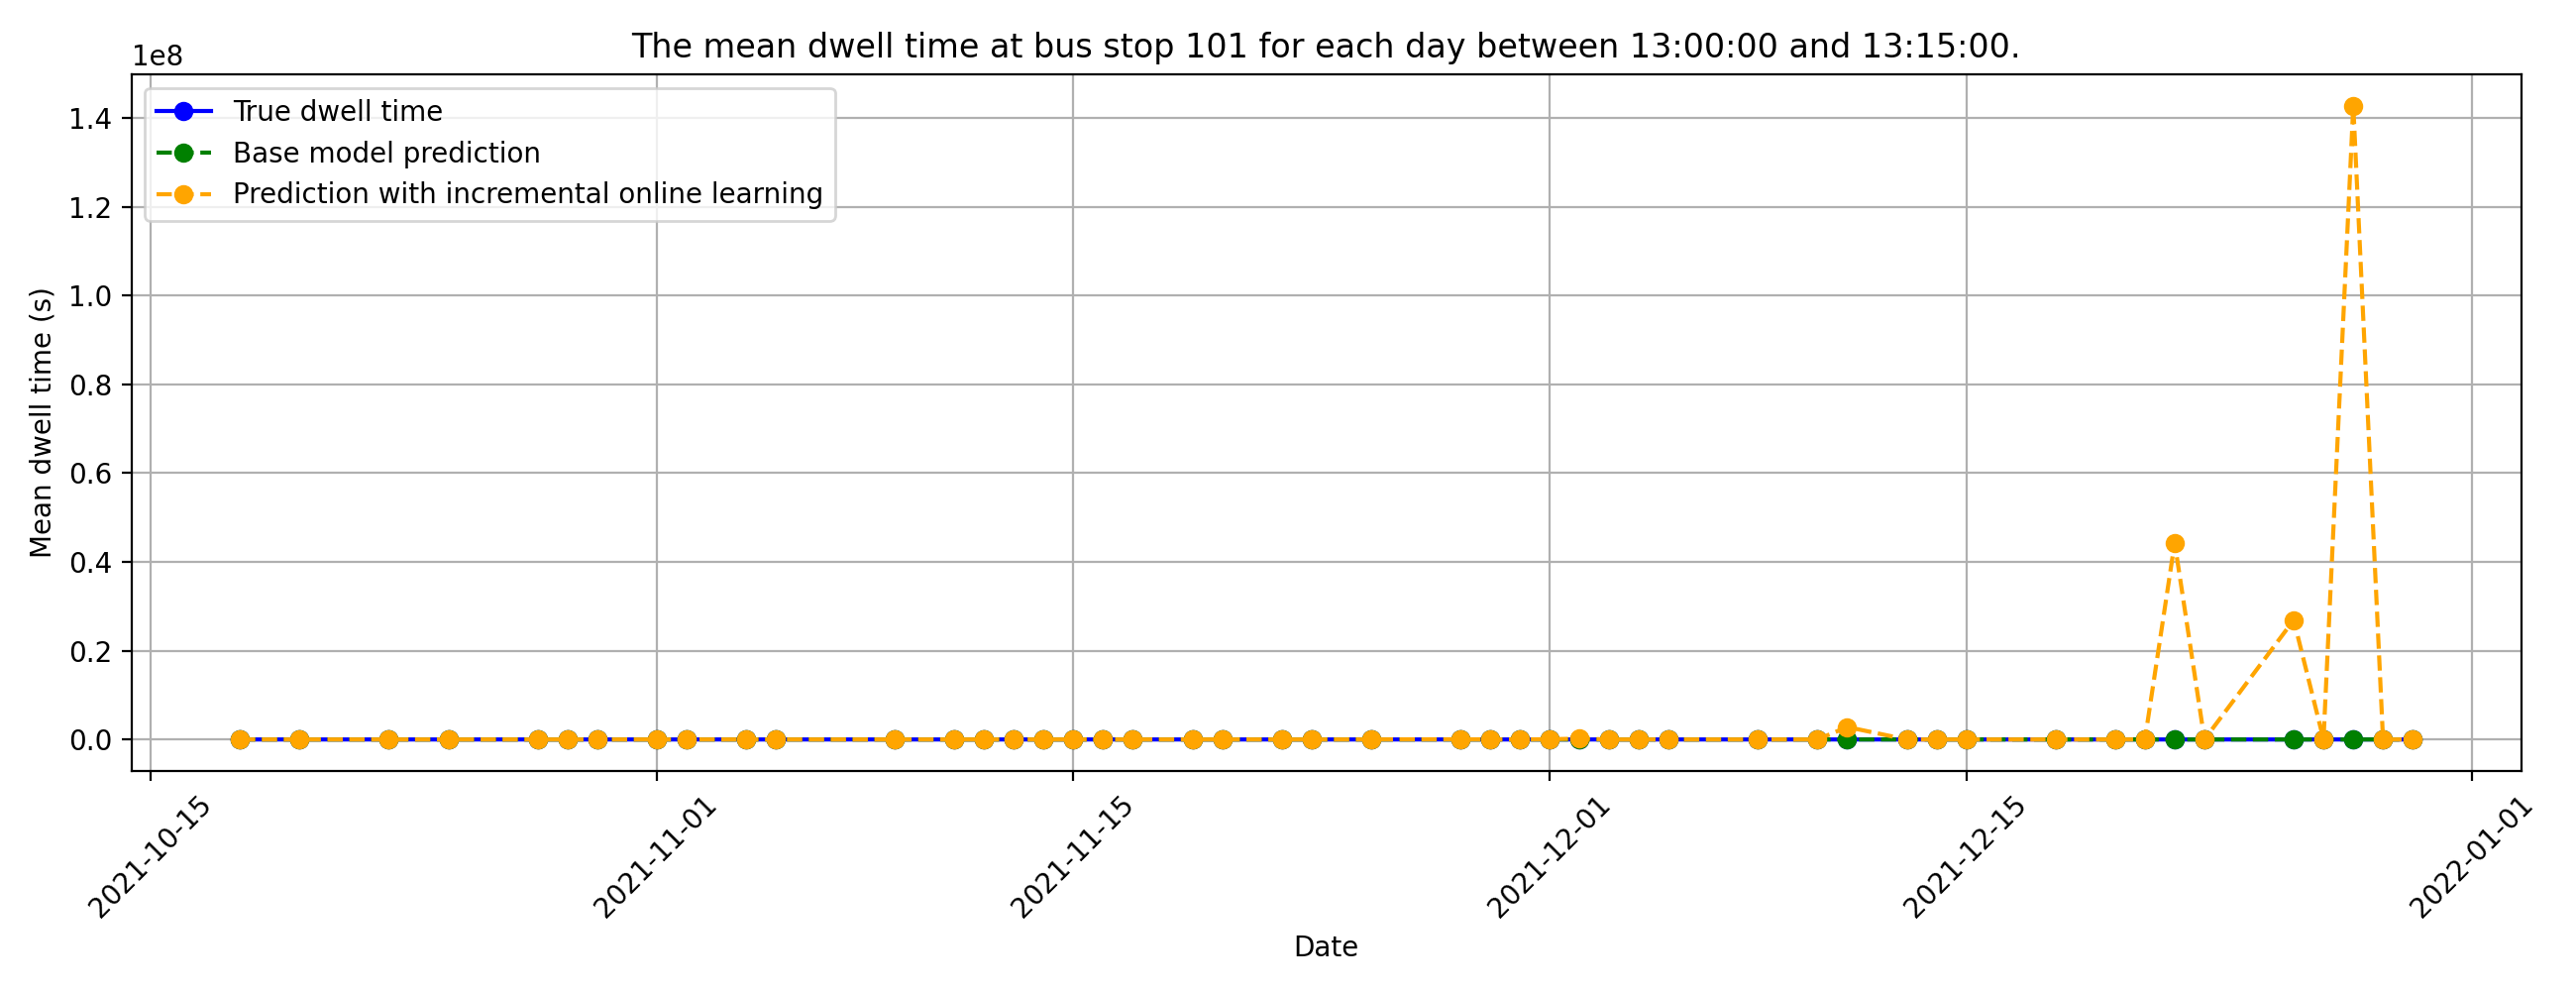 The mean dwell time at bus stop 101 for each day between 13:00:00 and 13:15:00.
1e8
True dwell time
Base model prediction
Prediction with incremental online learning
1.4
1.2
1.0
0.8
0.6
0.4
0.2
0.0
Mean dwell time (s)
2021-10-15
2021-11-01
2021-11-15
2021-12-01
2021-12-15
2022-01-01
Date